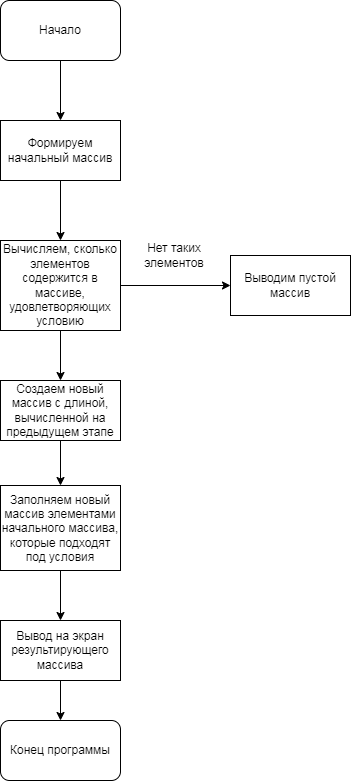 Начало
Формируем
начальный массив
Вычисляем, сколько
элементов
содержится в
массиве,
удовлетворяющих
условию
Нет таких
элементов
Выводим пустой
массив
Создаем новый
массив с длиной,
вычисленной на
предыдущем этапе
Заполняем новый
массив элементами
начального массива,
которые подходят
под условия
Вывод на экран
результирующего
массива
Конец программы